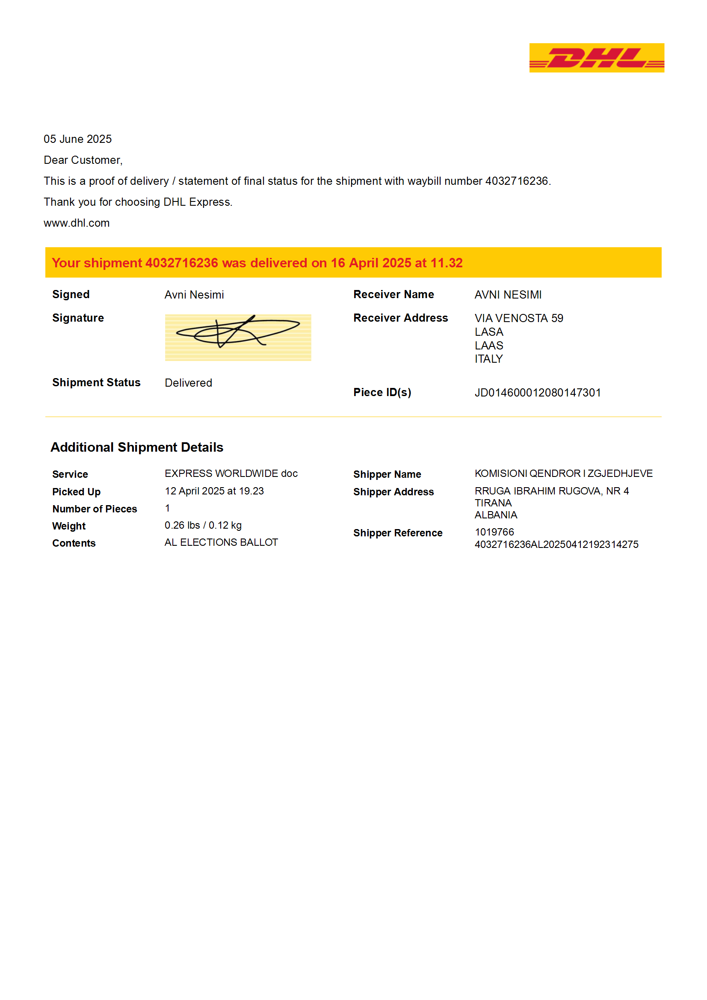 DHL
05 June 2025
Dear Customer,
This is a proof of delivery / statement of final status for the shipment with waybill number 4032716236.
Thank you for choosing DHL Express.
www.dhl.com
Your shipment 4032716236 was delivered on 16 April 2025 at 11.32
Signed Avni Nesimi
Signature
Shipment Status Delivered
Receiver Name AVNI NESIMI
Receiver Address VIA VENOSTA 59
LASA
LAAS
ITALY
Piece ID(s) JD014600012080147301
Additional Shipment Details
Service EXPRESS WORLDWIDE doc
Picked Up 12 April 2025 at 19.23
Number of Pieces 1
Weight 0.26 lbs / 0.12 kg
Contents AL ELECTIONS BALLOT
Shipper Name KOMISIONI QENDROR I ZGJEDHJEVE
Shipper Address RRUGA IBRAHIM RUGOVA, NR 4
TIRANA
ALBANIA
Shipper Reference 1019766
4032716236AL20250412192314275